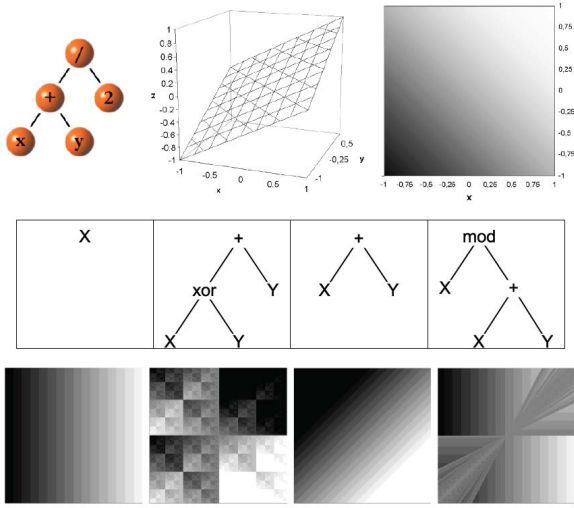 /
+ 2
x y
1
0.8
0.6
0.4
0.2
0
-0.2
-0.4
-0.6
-0.8
-1
z
-1 -0.5 0 0.5 1
x
0,5
-0,25
-1
y
1
0,75
0,5
0,25
0
-0,25
-0,5
-0,75
-1
-1 -0,75 -0,5 -0,25 0 0,25 0,5 0,75 1
x
X
+
xor Y
X Y
+
X Y
mod
X +
X Y